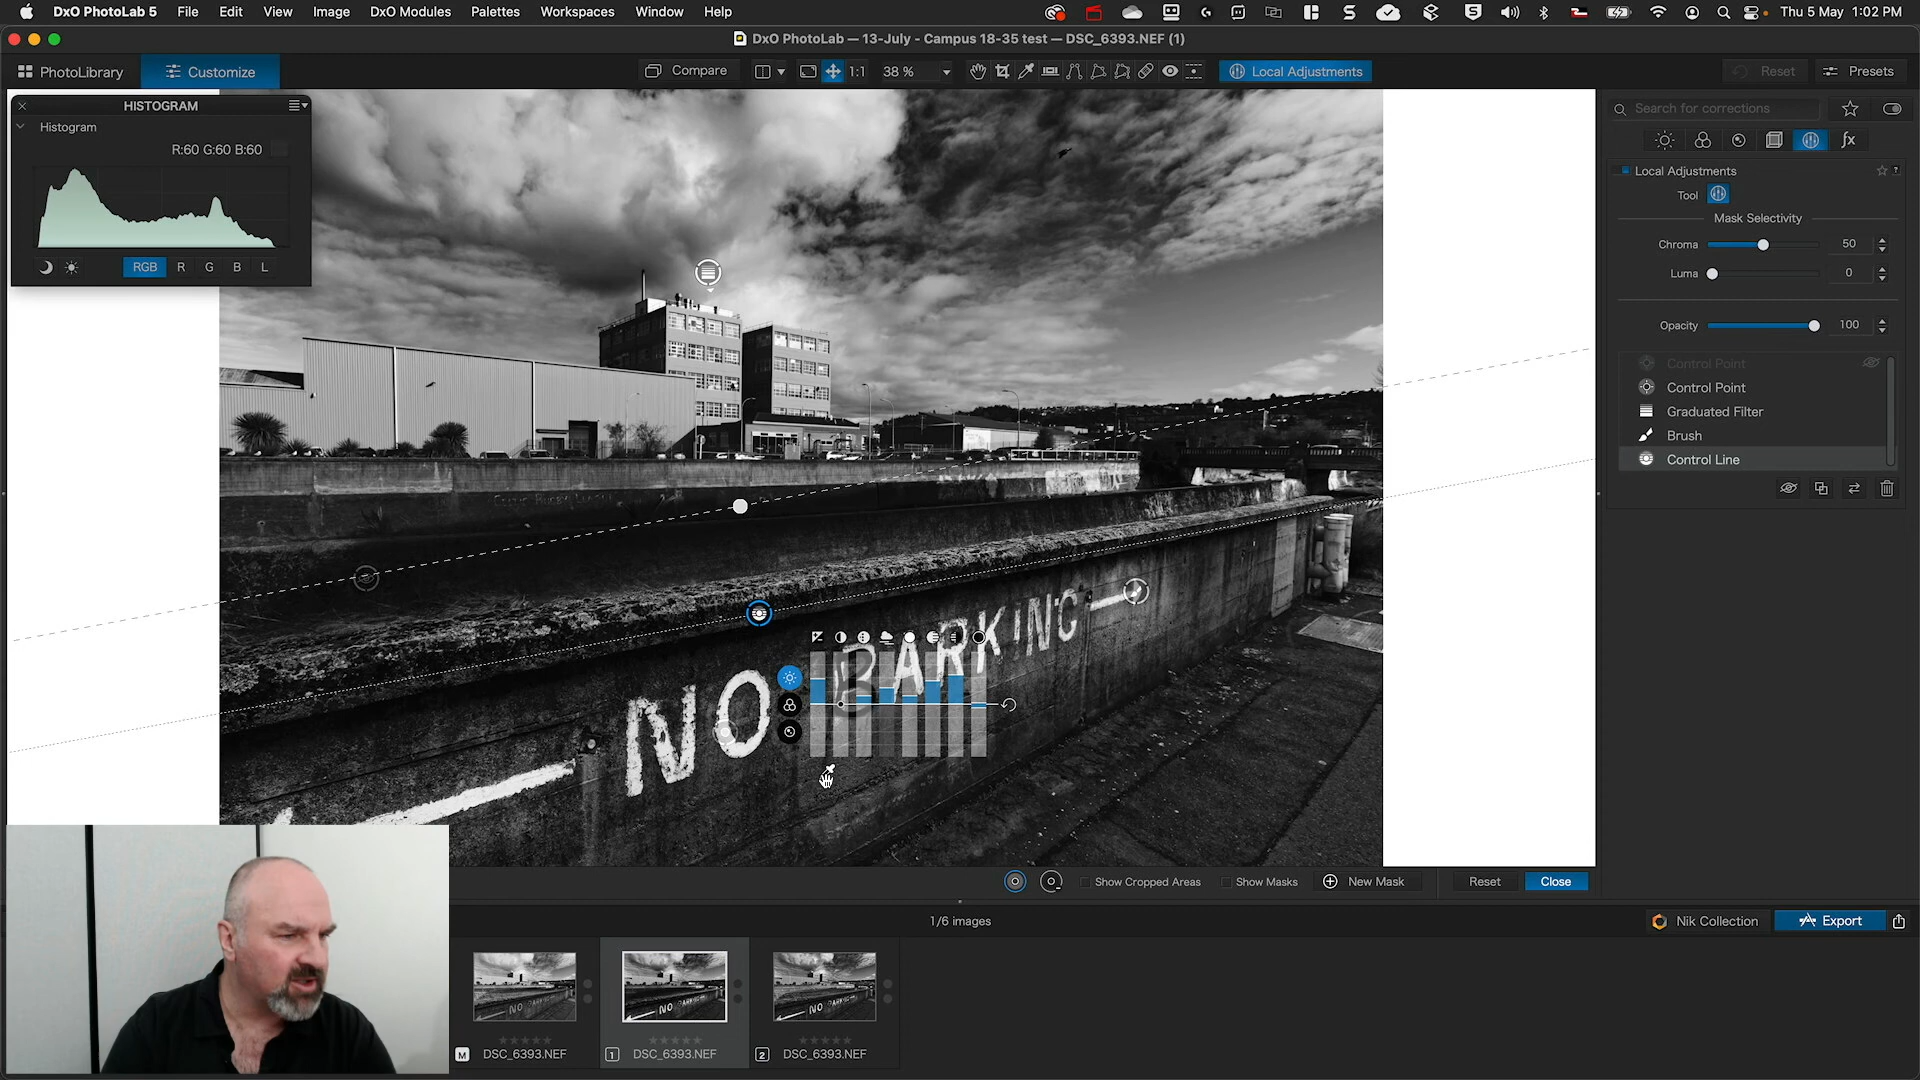 DxO PhotoLab 5 File Edit View Image DxO Modules Palettes Workspaces Window Help Thu 5 May 1:02 PM
DxO PhotoLab — 13-July - Campus 18-35 test — DSC_6393.NEF (1)
PhotoLibrary Customize Compare 1:1 38 % Local Adjustments Reset Presets
HISTOGRAM
Histogram
R:60 G:60 B:60
RGB R G B L
Search for corrections
fx
Local Adjustments
Tool
Mask Selectivity
Chroma 50
Luma 0
Opacity 100
Control Point
Control Point
Graduated Filter
Brush
Control Line
NO PARKING
Show Cropped Areas Show Masks New Mask Reset Close
1/6 images Nik Collection Export
M DSC_6393.NEF 1 DSC_6393.NEF 2 DSC_6393.NEF